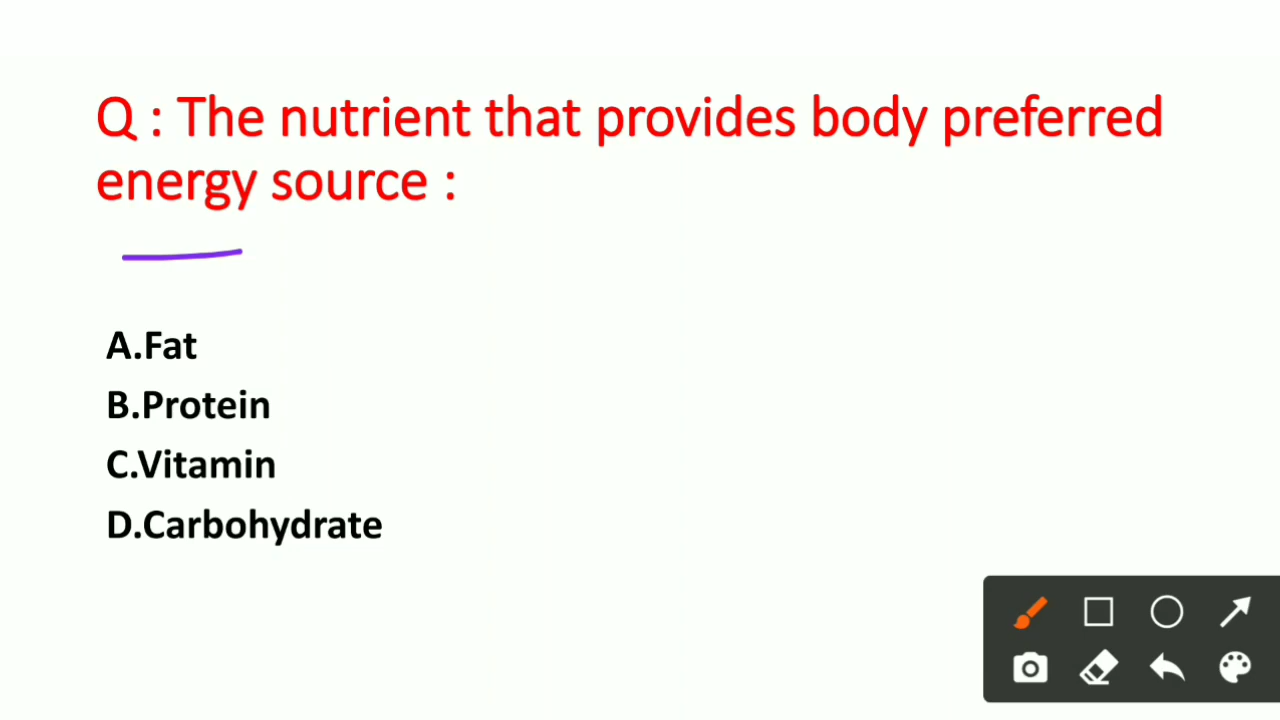 Q : The nutrient that provides body preferred
energy source :
A.Fat
B.Protein
C.Vitamin
D.Carbohydrate